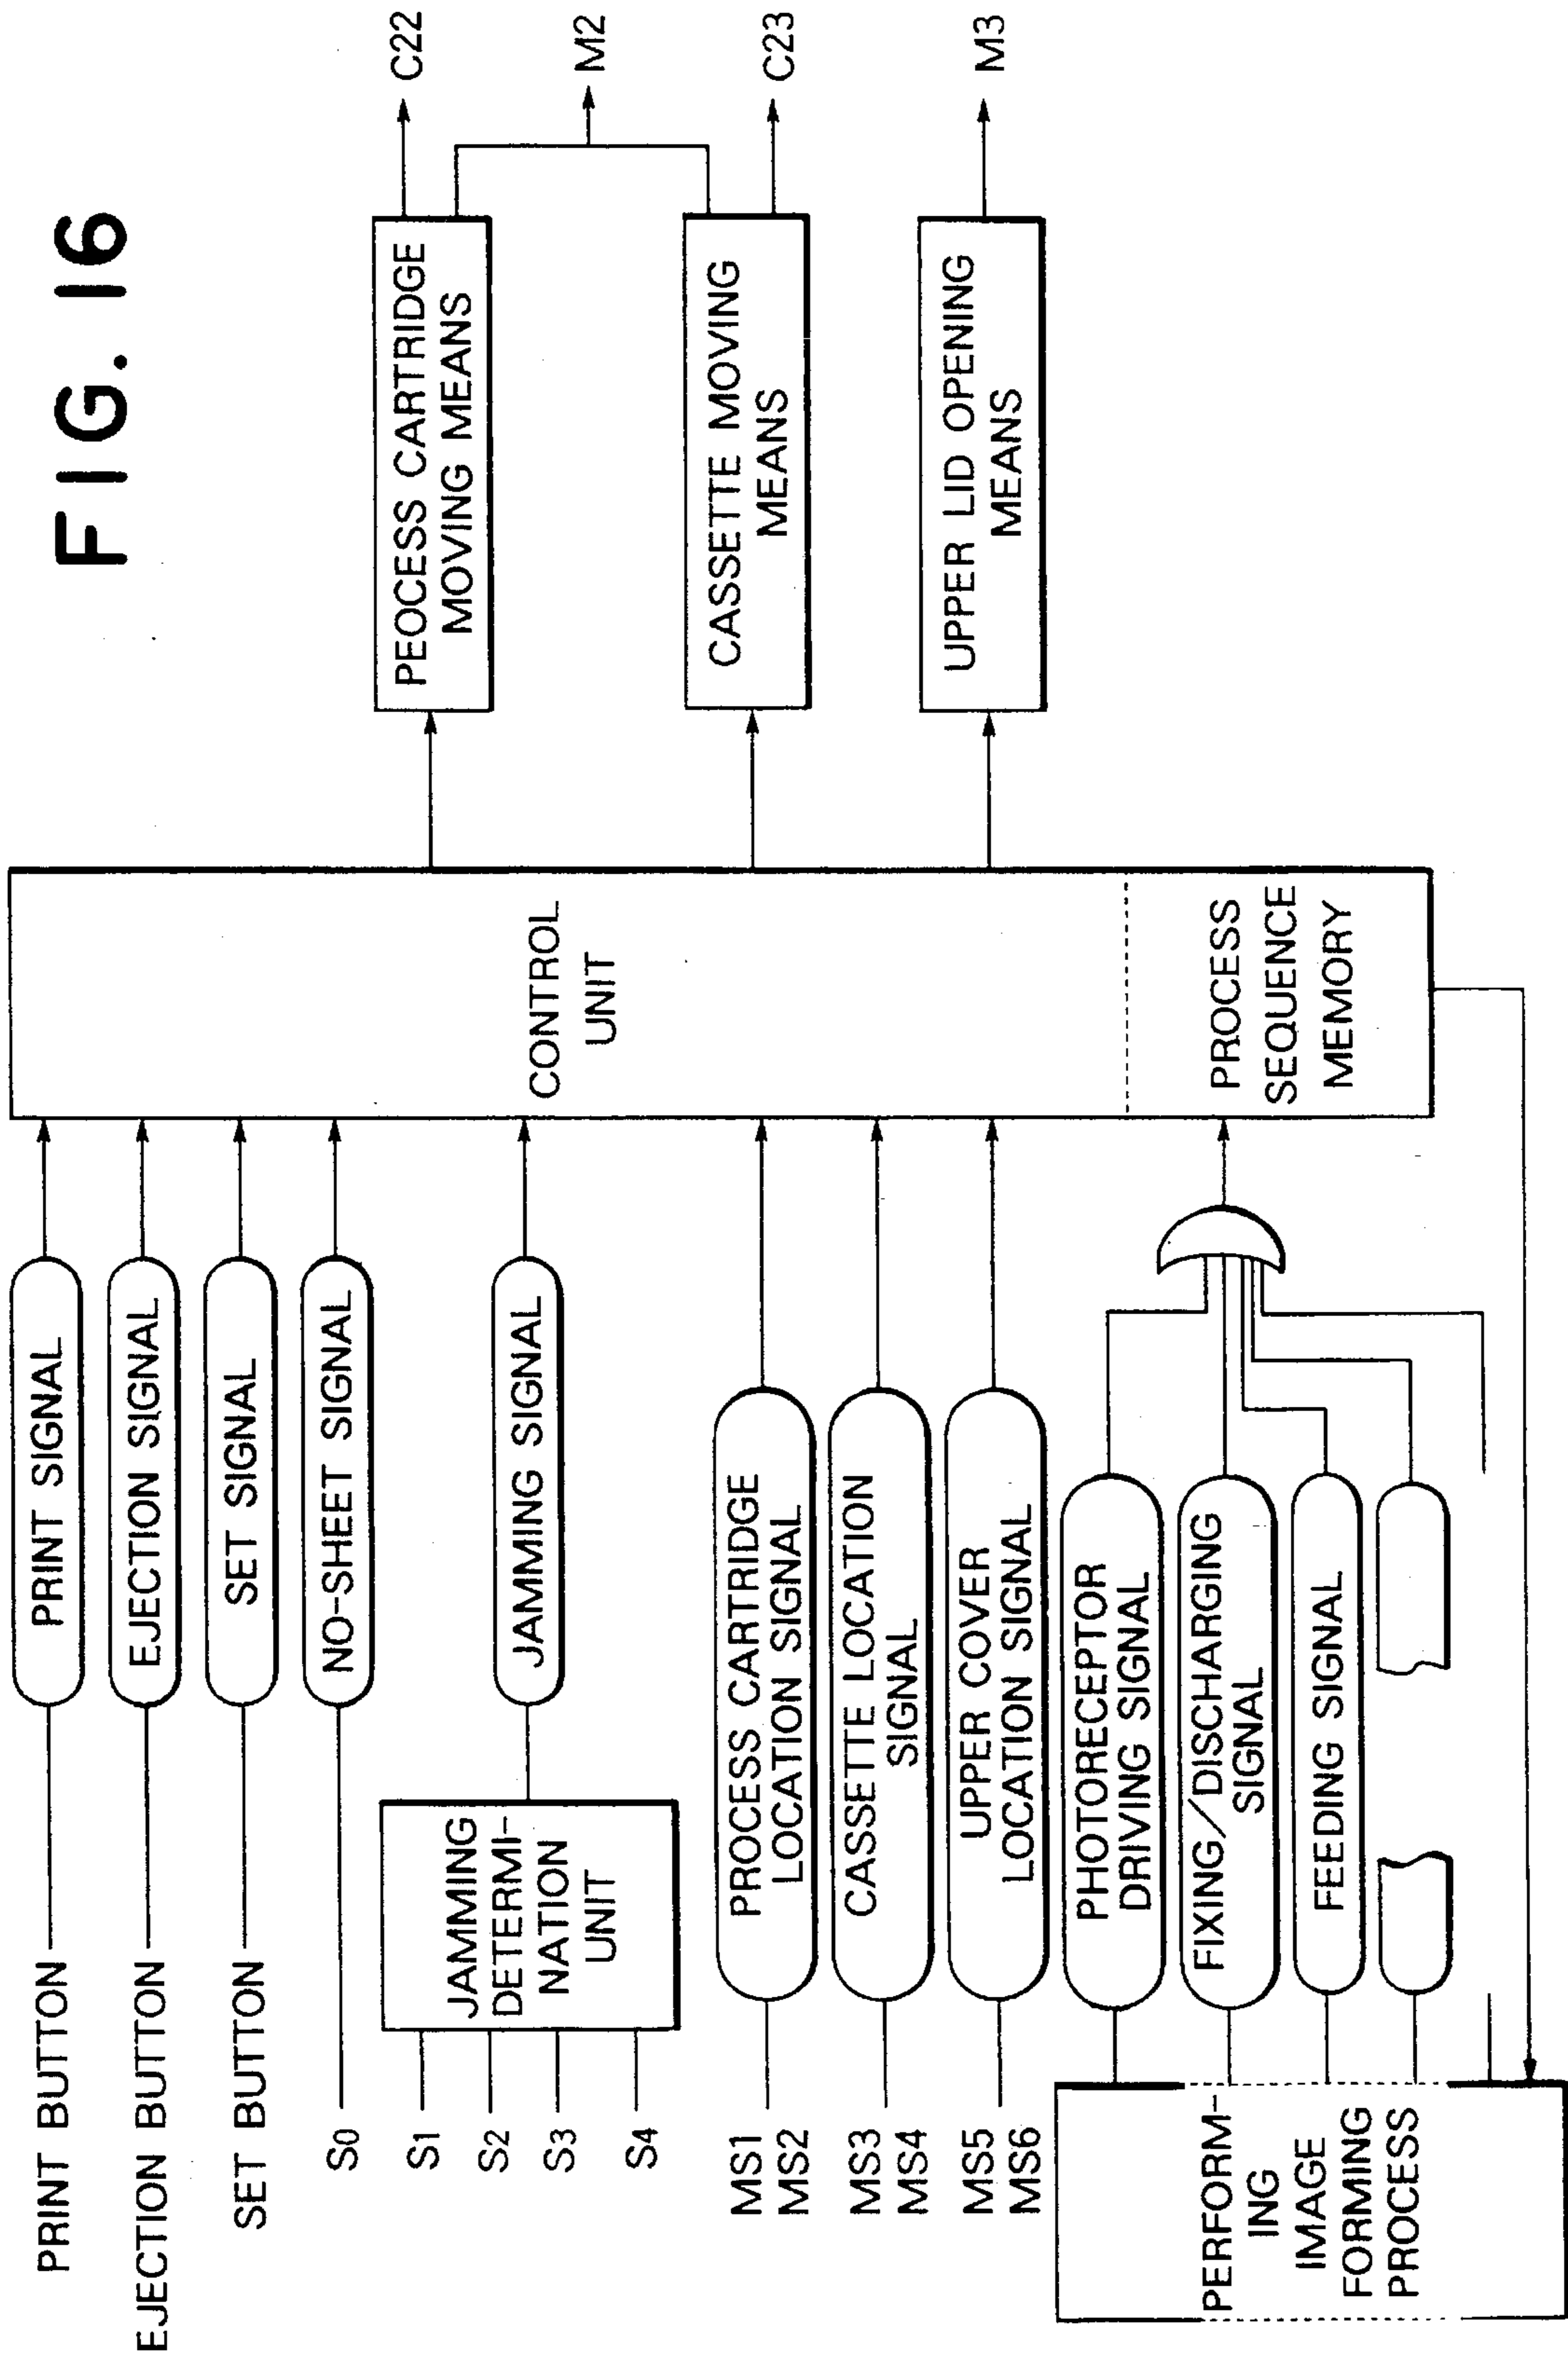 FIG. 16
PRINT BUTTON
PRINT SIGNAL
EJECTION BUTTON
EJECTION SIGNAL
SET BUTTON
SET SIGNAL
S0
NO-SHEET SIGNAL
S1
S2
S3
S4
JAMMING
DETERMI-
NATION
UNIT
JAMMING SIGNAL
MS1
MS2
PROCESS CARTRIDGE
LOCATION SIGNAL
MS3
MS4
CASSETTE LOCATION
SIGNAL
MS5
MS6
UPPER COVER
LOCATION SIGNAL
PERFORM-
ING
IMAGE
FORMING
PROCESS
PHOTORECEPTOR
DRIVING SIGNAL
FIXING/DISCHARGING
SIGNAL
FEEDING SIGNAL
CONTROL
UNIT
PROCESS
SEQUENCE
MEMORY
PEOCESS CARTRIDGE
MOVING MEANS
CASSETTE MOVING
MEANS
UPPER LID OPENING
MEANS
C22
M2
C23
M3